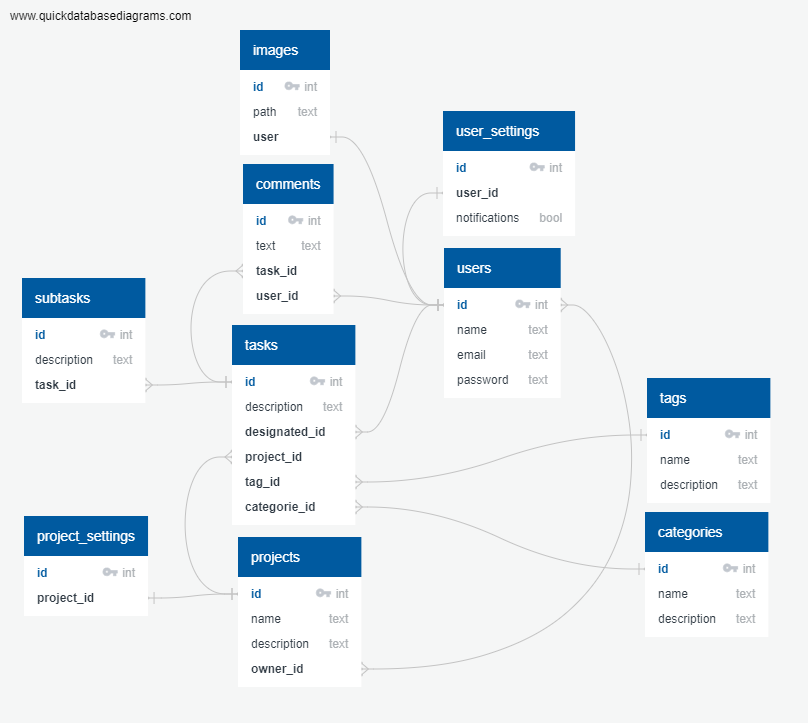 www.quickdatabasediagrams.com
images
id int
path text
user
comments
id int
text text
task_id
user_id
user_settings
id int
user_id
notifications bool
users
id int
name text
email text
password text
subtasks
id int
description text
task_id
tasks
id int
description text
designated_id
project_id
tag_id
categorie_id
tags
id int
name text
description text
project_settings
id int
project_id
projects
id int
name text
description text
owner_id
categories
id int
name text
description text